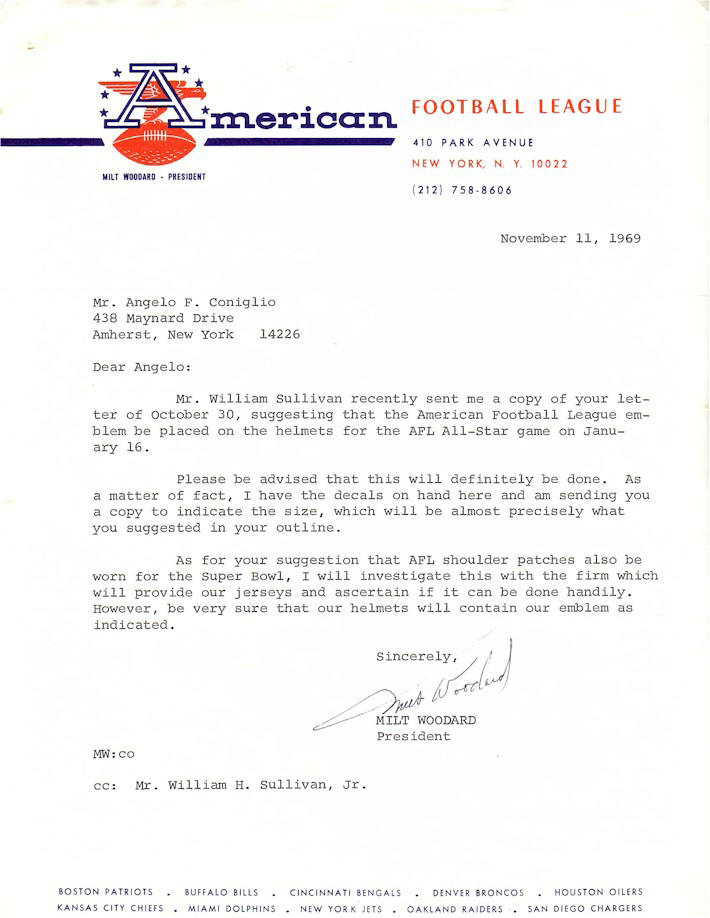 American
FOOTBALL LEAGUE
410 PARK AVENUE
NEW YORK, N. Y. 10022
(212) 758-8606
MILT WOODARD - PRESIDENT
November 11, 1969
Mr. Angelo F. Coniglio
438 Maynard Drive
Amherst, New York 14226
Dear Angelo:
Mr. William Sullivan recently sent me a copy of your let-
ter of October 30, suggesting that the American Football League em-
blem be placed on the helmets for the AFL All-Star game on Janu-
ary 16.
Please be advised that this will definitely be done. As
a matter of fact, I have the decals on hand here and am sending you
a copy to indicate the size, which will be almost precisely what
you suggested in your outline.
As for your suggestion that AFL shoulder patches also be
worn for the Super Bowl, I will investigate this with the firm which
will provide our jerseys and ascertain if it can be done handily.
However, be very sure that our helmets will contain our emblem as
indicated.
Sincerely,
Milt Woodard
MILT WOODARD
President
MW:co
cc: Mr. William H. Sullivan, Jr.
BOSTON PATRIOTS . BUFFALO BILLS . CINCINNATI BENGALS . DENVER BRONCOS . HOUSTON OILERS
KANSAS CITY CHIEFS . MIAMI DOLPHINS . NEW YORK JETS . OAKLAND RAIDERS . SAN DIEGO CHARGERS